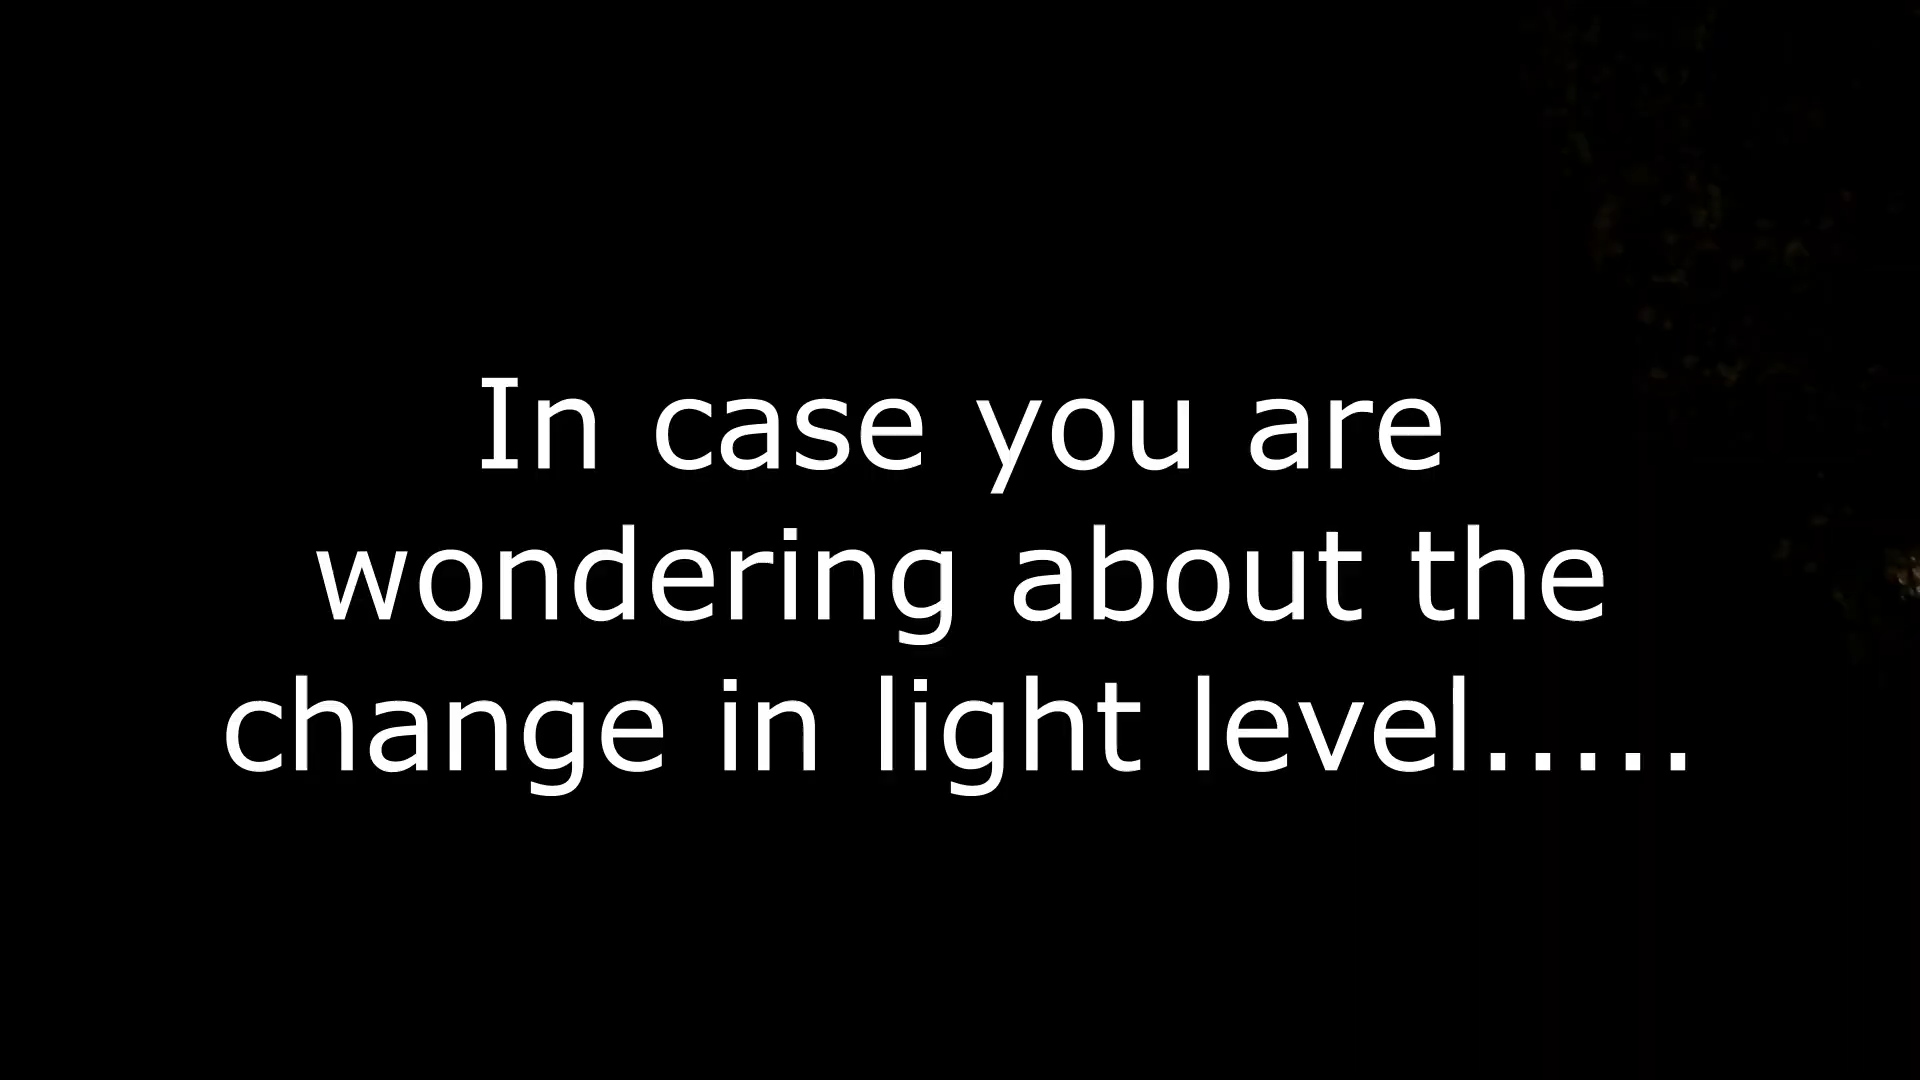 In case you are
wondering about the
change in light level.....